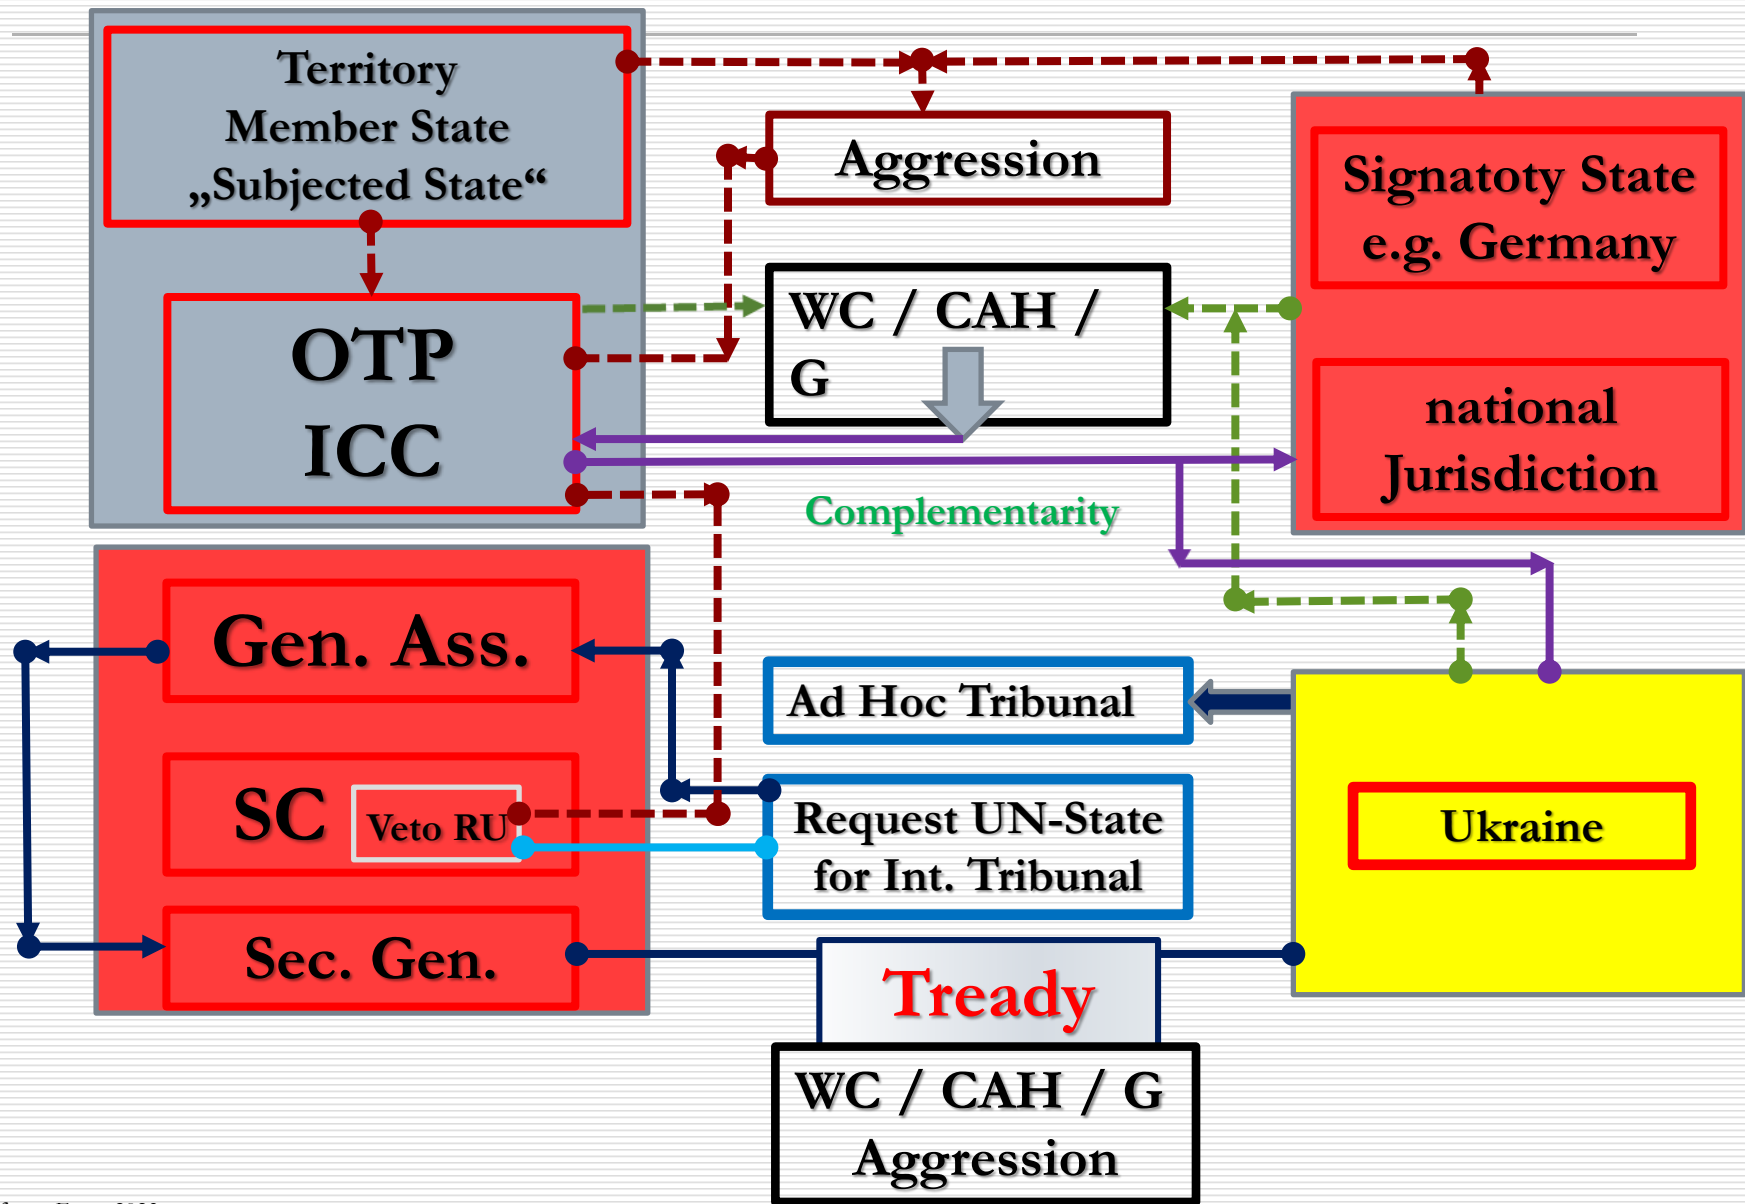 Territory
Member State
„Subjected State“
Aggression
Signatoty State
e.g. Germany
OTP
ICC
WC / CAH /
G
national
Jurisdiction
Complementarity
Gen. Ass.
Ad Hoc Tribunal
SC
Veto RU
Request UN-State
for Int. Tribunal
Ukraine
Sec. Gen.
Tready
WC / CAH / G
Aggression